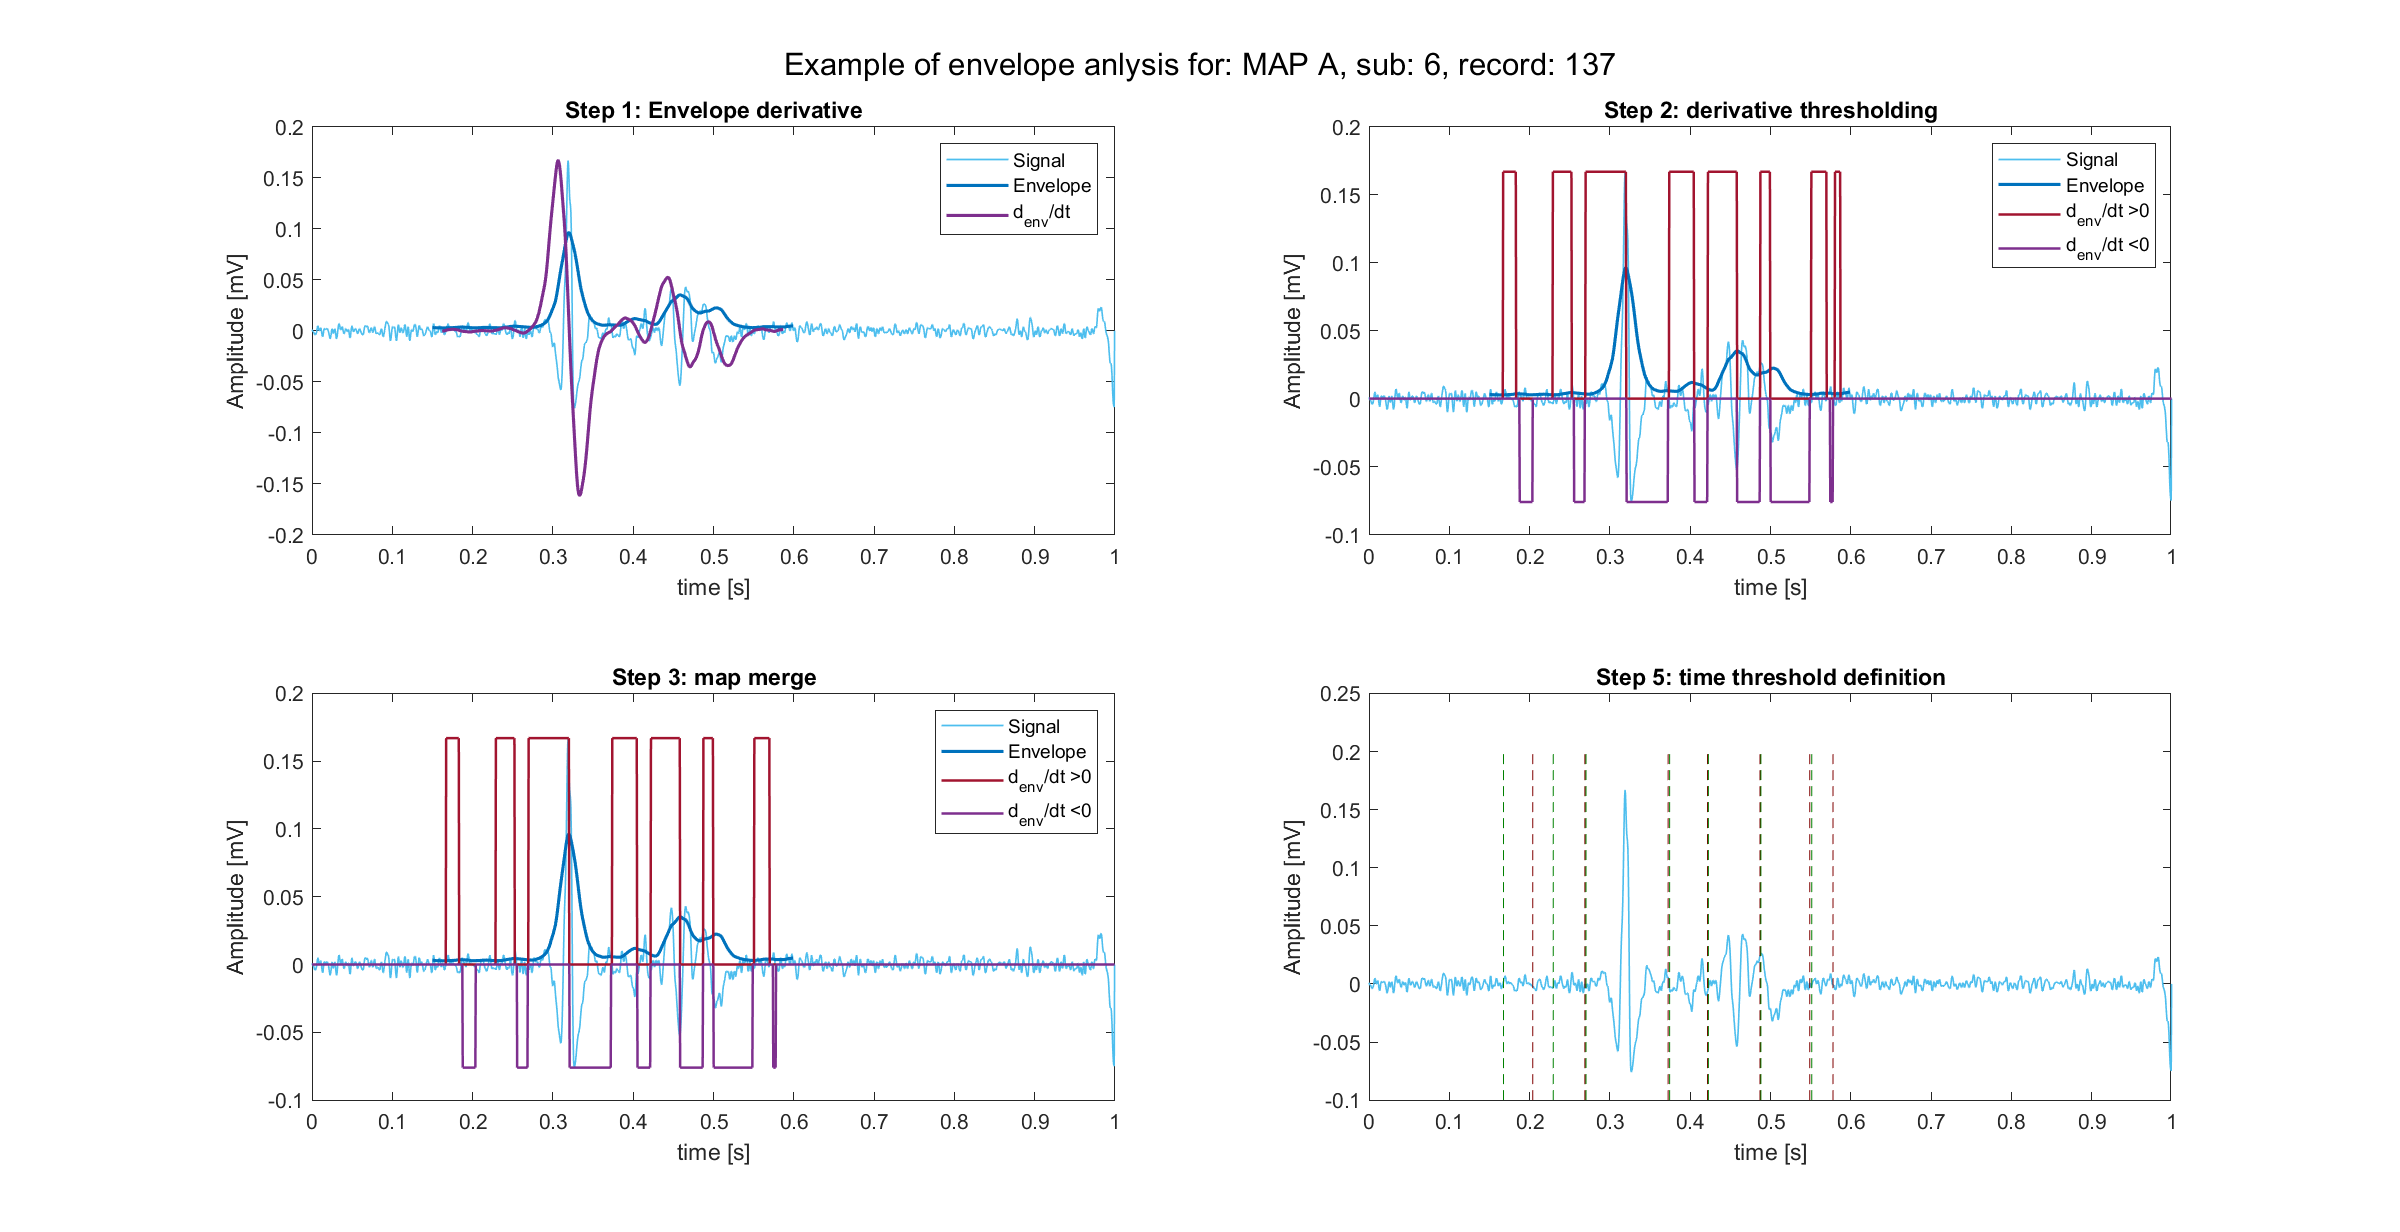 Example of envelope anlysis for: MAP A, sub: 6, record: 137
Step 1: Envelope derivative
0.2
0.15
0.1
0.05
0
-0.05
-0.1
-0.15
-0.2
Amplitude [mV]
0 0.1 0.2 0.3 0.4 0.5 0.6 0.7 0.8 0.9 1
time [s]
Signal
Envelope
d_env/dt
Step 2: derivative thresholding
0.2
0.15
0.1
0.05
0
-0.05
-0.1
Amplitude [mV]
0 0.1 0.2 0.3 0.4 0.5 0.6 0.7 0.8 0.9 1
time [s]
Signal
Envelope
d_env/dt >0
d_env/dt <0
Step 3: map merge
0.2
0.15
0.1
0.05
0
-0.05
-0.1
Amplitude [mV]
0 0.1 0.2 0.3 0.4 0.5 0.6 0.7 0.8 0.9 1
time [s]
Signal
Envelope
d_env/dt >0
d_env/dt <0
Step 5: time threshold definition
0.25
0.2
0.15
0.1
0.05
0
-0.05
-0.1
Amplitude [mV]
0 0.1 0.2 0.3 0.4 0.5 0.6 0.7 0.8 0.9 1
time [s]